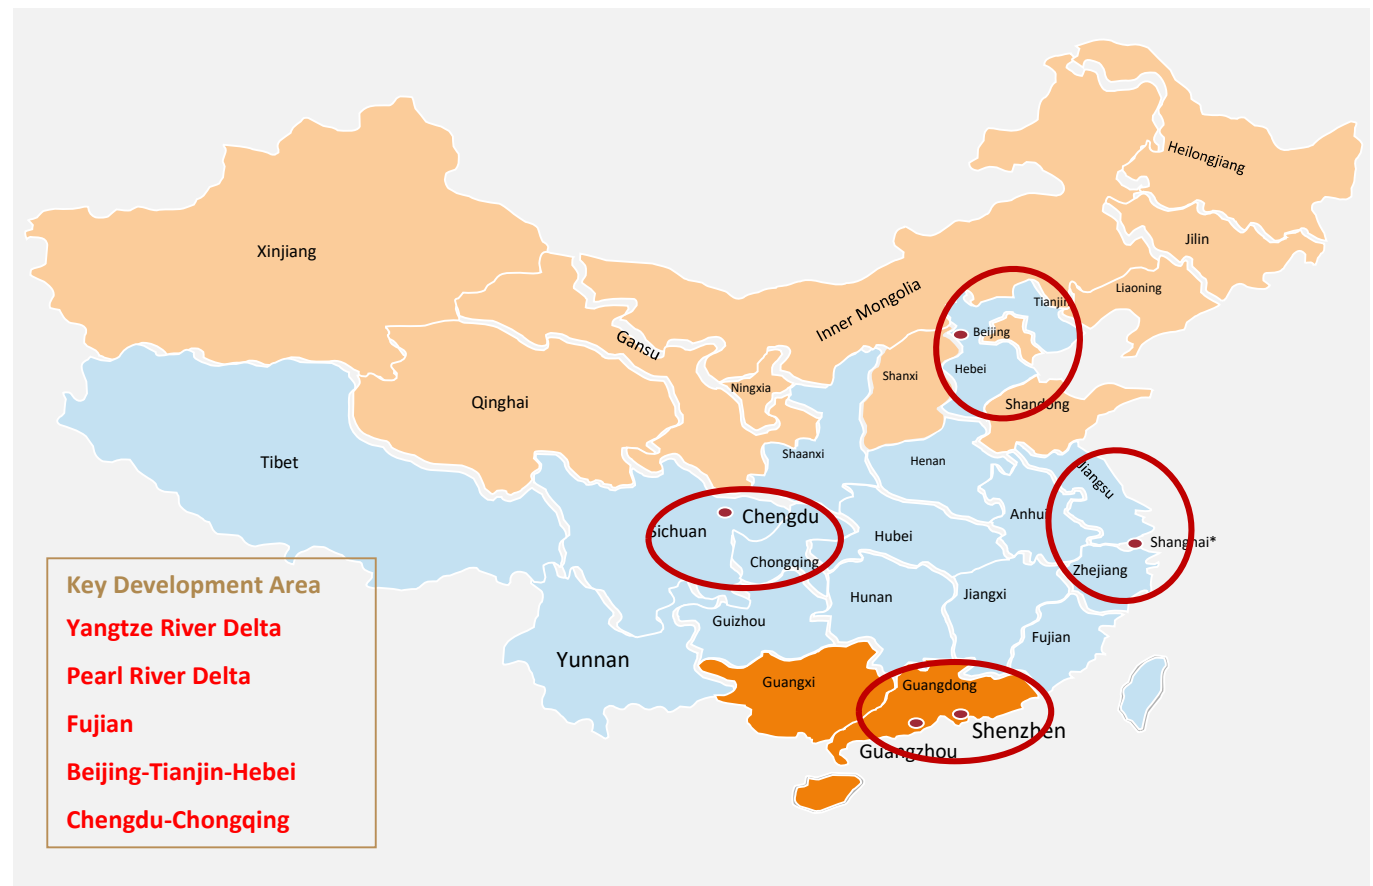 Heilongjiang
Jilin
Xinjiang
Liaoning
Inner Mongolia
Tianjin
Beijing
Gansu
Hebei
Shanxi
Ningxia
Qinghai
Shandong
Shaanxi
Henan
Tibet
Jiangsu
Anhui
Chengdu
Sichuan
Hubei
Shanghai*
Chongqing
Zhejiang
Hunan
Jiangxi
Guizhou
Fujian
Yunnan
Guangxi
Guangdong
Shenzhen
Guangzhou
Key Development Area
Yangtze River Delta
Pearl River Delta
Fujian
Beijing-Tianjin-Hebei
Chengdu-Chongqing